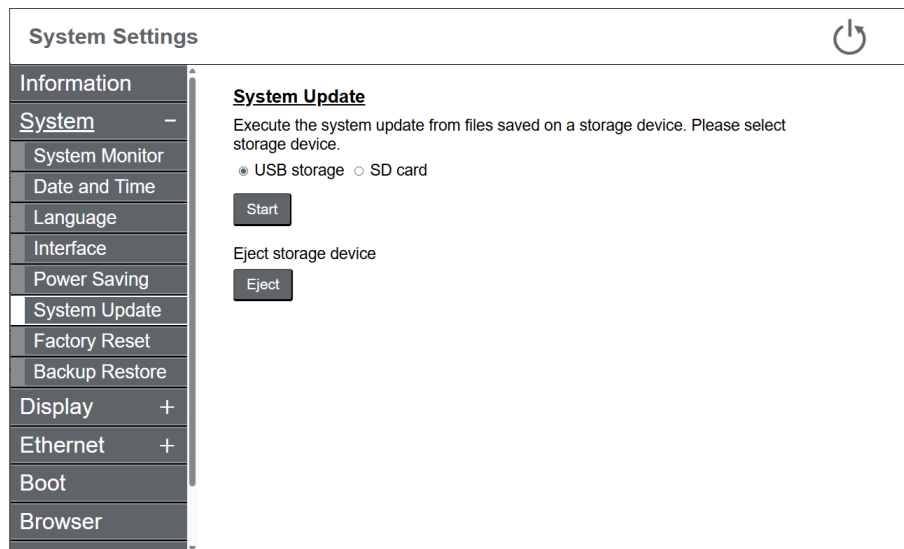 System Settings
Information
System −
System Monitor
Date and Time
Language
Interface
Power Saving
System Update
Factory Reset
Backup Restore
Display +
Ethernet +
Boot
Browser
System Update
Execute the system update from files saved on a storage device. Please select
storage device.
USB storage SD card
Start
Eject storage device
Eject